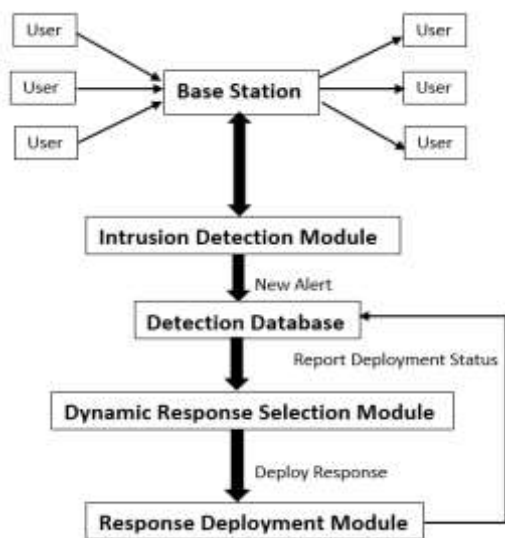 User
User
User
Base Station
User
User
User
Intrusion Detection Module
New Alert
Detection Database
Report Deployment Status
Dynamic Response Selection Module
Deploy Response
Response Deployment Module